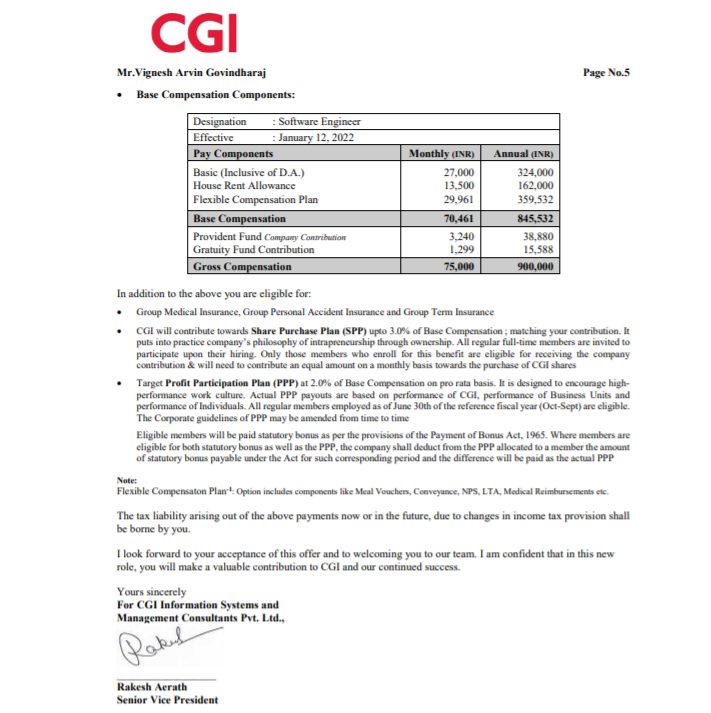 CGI
Mr.Vignesh Arvin Govindharaj Page No.5
• Base Compensation Components:
Designation : Software Engineer
Effective : January 12, 2022
Pay Components Monthly (INR) Annual (INR)
Basic (Inclusive of D.A.) 27,000 324,000
House Rent Allowance 13,500 162,000
Flexible Compensation Plan 29,961 359,532
Base Compensation 70,461 845,532
Provident Fund Company Contribution 3,240 38,880
Gratuity Fund Contribution 1,299 15,588
Gross Compensation 75,000 900,000
In addition to the above you are eligible for:
• Group Medical Insurance, Group Personal Accident Insurance and Group Term Insurance
• CGI will contribute towards Share Purchase Plan (SPP) upto 3.0% of Base Compensation ; matching your contribution. It
puts into practice company's philosophy of intrapreneurship through ownership. All regular full-time members are invited to
participate upon their hiring. Only those members who enroll for this benefit are eligible for receiving the company
contribution & will need to contribute an equal amount on a monthly basis towards the purchase of CGI shares
• Target Profit Participation Plan (PPP) at 2.0% of Base Compensation on pro rata basis. It is designed to encourage high-
performance work culture. Actual PPP payouts are based on performance of CGI, performance of Business Units and
performance of Individuals. All regular members employed as of June 30th of the reference fiscal year (Oct-Sept) are eligible.
The Corporate guidelines of PPP may be amended from time to time
Eligible members will be paid statutory bonus as per the provisions of the Payment of Bonus Act, 1965. Where members are
eligible for both statutory bonus as well as the PPP, the company shall deduct from the PPP allocated to a member the amount
of statutory bonus payable under the Act for such corresponding period and the difference will be paid as the actual PPP
Note:
Flexible Compensaton Plan-1: Option includes components like Meal Vouchers, Conveyance, NPS, LTA, Medical Reimbursements etc.
The tax liability arising out of the above payments now or in the future, due to changes in income tax provision shall
be borne by you.
I look forward to your acceptance of this offer and to welcoming you to our team. I am confident that in this new
role, you will make a valuable contribution to CGI and our continued success.
Yours sincerely
For CGI Information Systems and
Management Consultants Pvt. Ltd.,
Rakesh Aerath
Senior Vice President